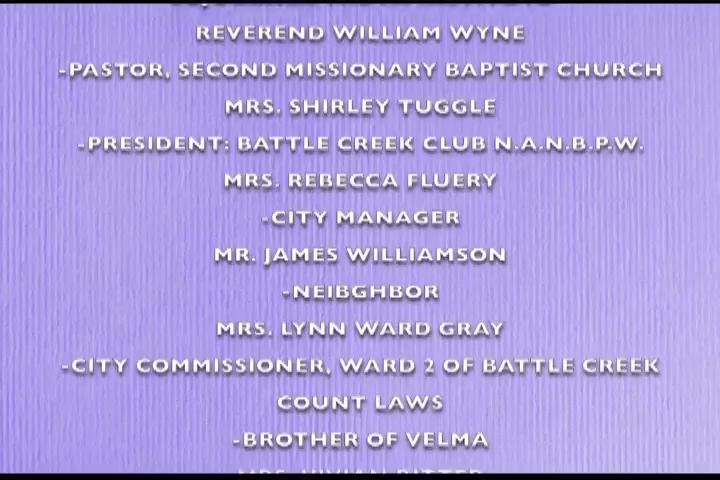 REVEREND WILLIAM WYNE
-PASTOR, SECOND MISSIONARY BAPTIST CHURCH
MRS. SHIRLEY TUGGLE
-PRESIDENT: BATTLE CREEK CLUB N.A.N.B.P.W.
MRS. REBECCA FLUERY
-CITY MANAGER
MR. JAMES WILLIAMSON
-NEIBGHBOR
MRS. LYNN WARD GRAY
-CITY COMMISSIONER, WARD 2 OF BATTLE CREEK
COUNT LAWS
-BROTHER OF VELMA